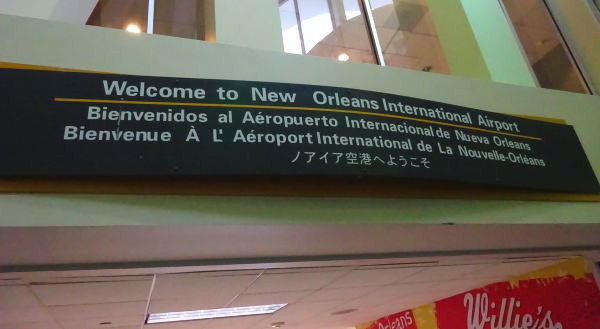 Welcome to New Orleans International Airport
Bienvenidos al Aéropuerto Internacional de Nueva Orleans
Bienvenue À L' Aéroport International de La Nouvelle-Orléans
ノアイア空港へようこそ
Orleans
Willie's